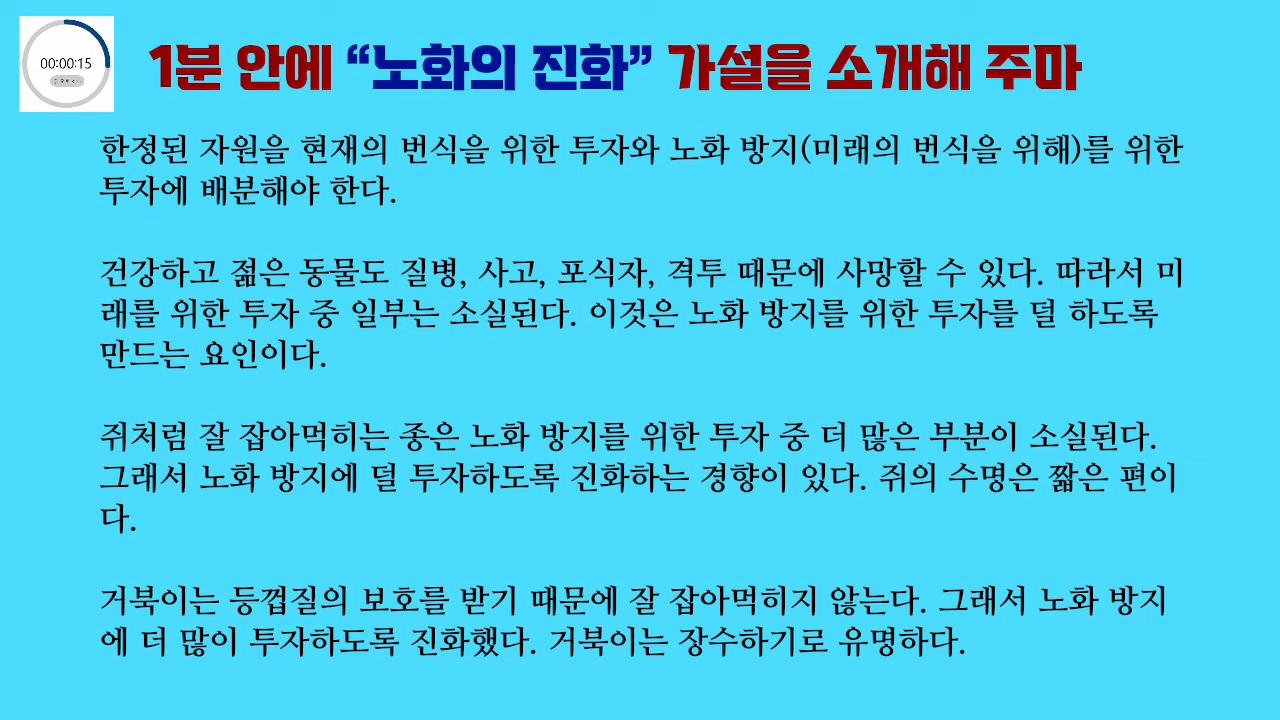 00:00:15
1분 안에 “노화의 진화” 가설을 소개해 주마
한정된 자원을 현재의 번식을 위한 투자와 노화 방지(미래의 번식을 위해)를 위한
투자에 배분해야 한다.
건강하고 젊은 동물도 질병, 사고, 포식자, 격투 때문에 사망할 수 있다. 따라서 미
래를 위한 투자 중 일부는 소실된다. 이것은 노화 방지를 위한 투자를 덜 하도록
만드는 요인이다.
쥐처럼 잘 잡아먹히는 종은 노화 방지를 위한 투자 중 더 많은 부분이 소실된다.
그래서 노화 방지에 덜 투자하도록 진화하는 경향이 있다. 쥐의 수명은 짧은 편이
다.
거북이는 등껍질의 보호를 받기 때문에 잘 잡아먹히지 않는다. 그래서 노화 방지
에 더 많이 투자하도록 진화했다. 거북이는 장수하기로 유명하다.